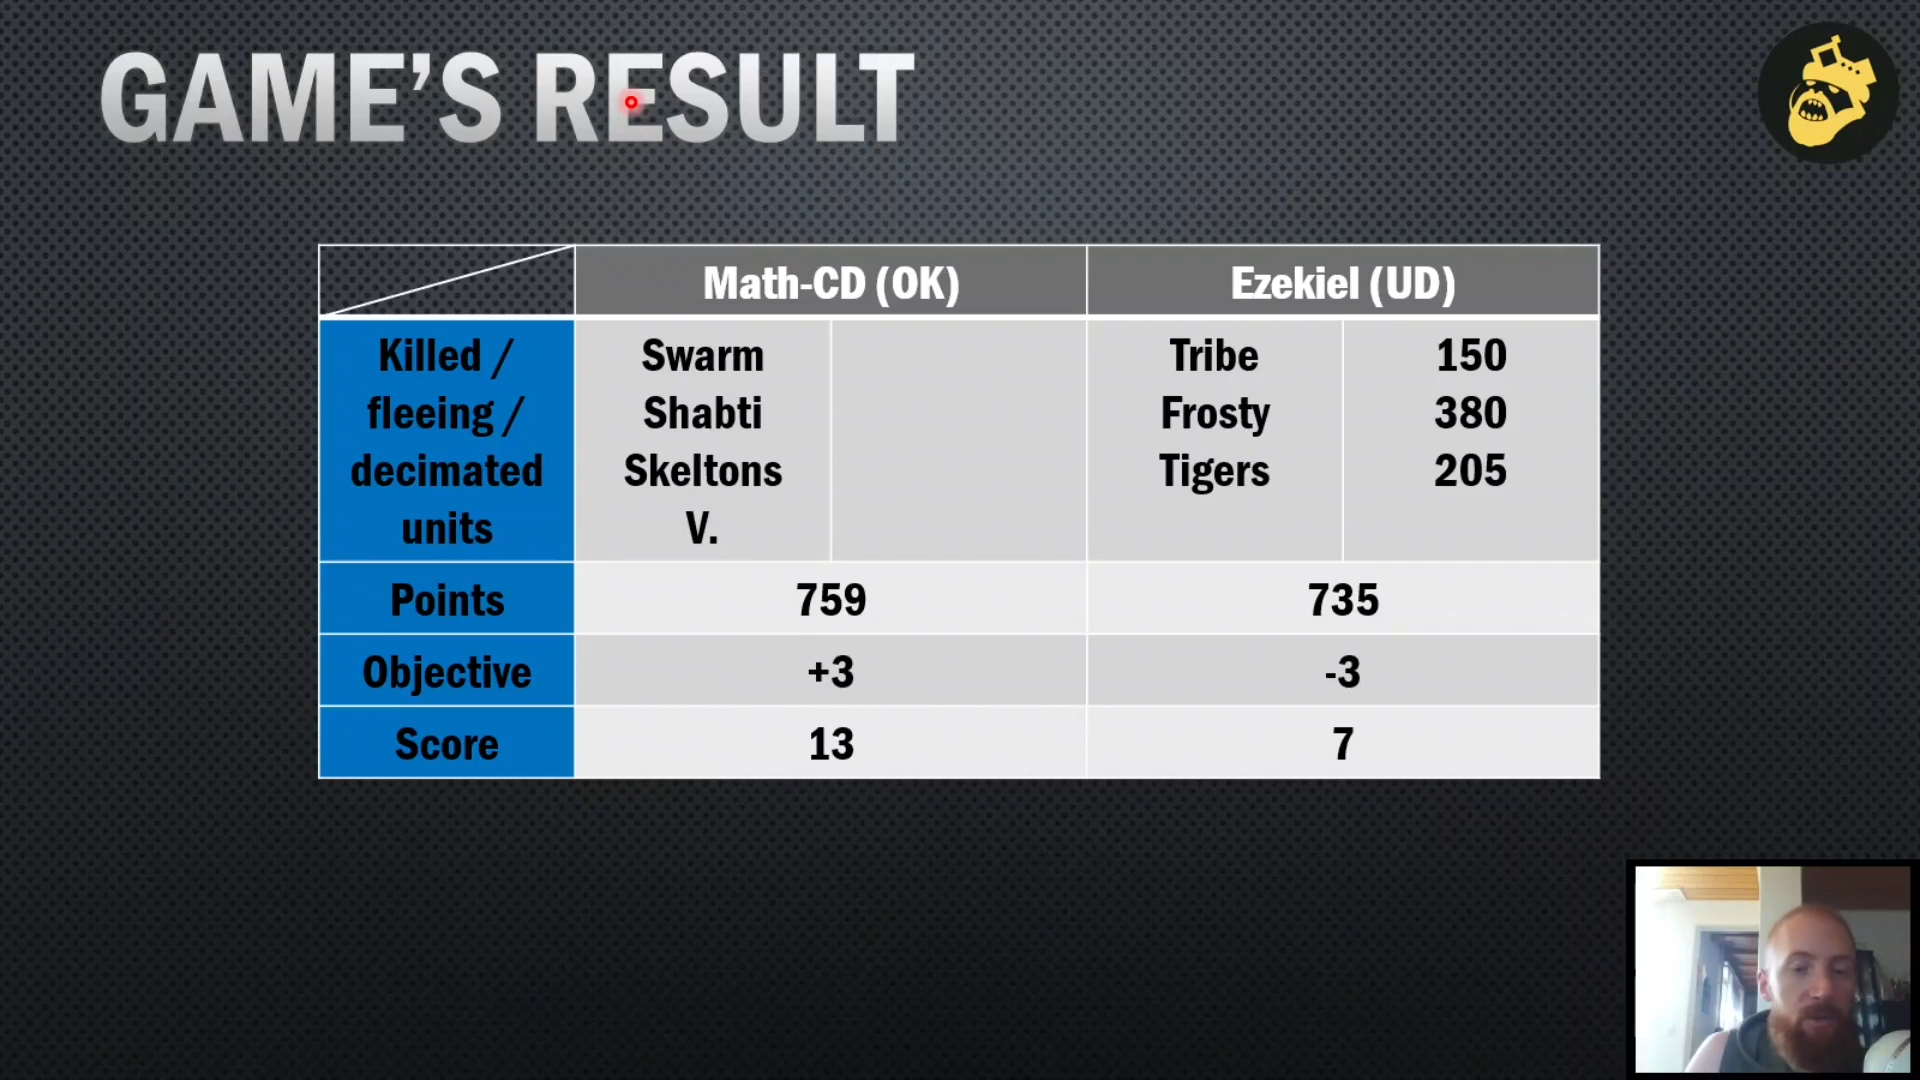 GAME'S RESULT
Math-CD (OK) Ezekiel (UD)
Killed / Swarm Tribe 150
fleeing / Shabti Frosty 380
decimated Skeltons Tigers 205
units V.
Points 759 735
Objective +3 -3
Score 13 7